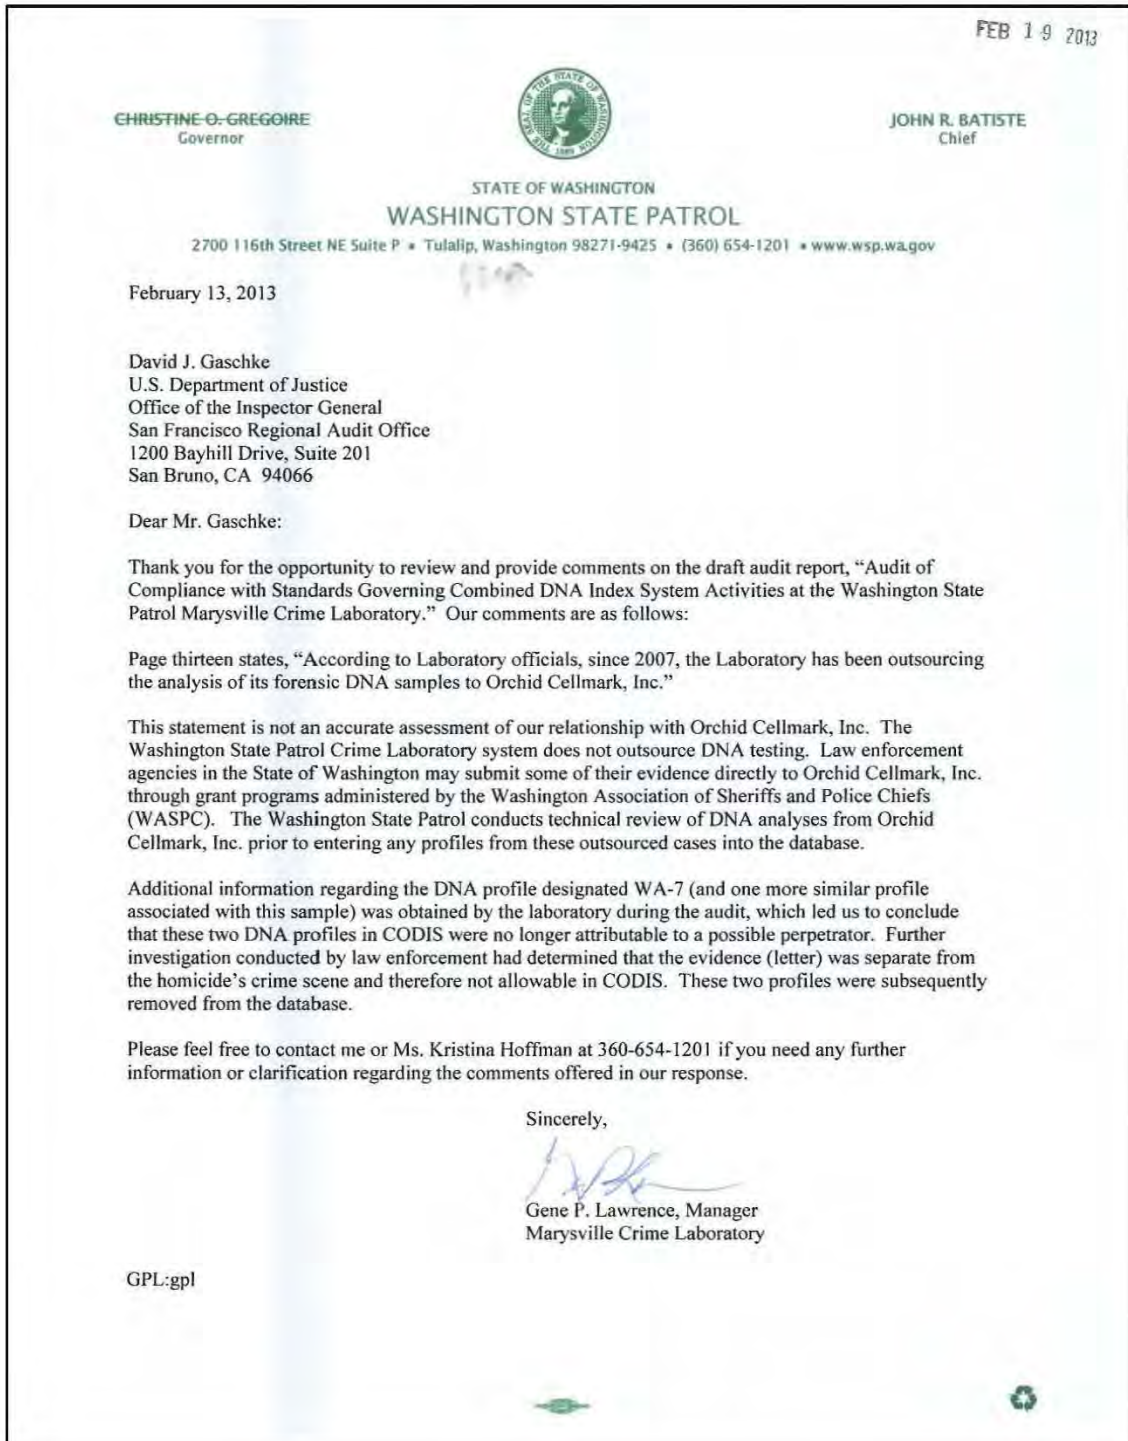 FEB 19 2013
CHRISTINE O. GREGOIRE
Governor
THE SEAL OF THE STATE OF WASHINGTON
1889
JOHN R. BATISTE
Chief
STATE OF WASHINGTON
WASHINGTON STATE PATROL
2700 116th Street NE Suite P • Tulalip, Washington 98271-9425 • (360) 654-1201 • www.wsp.wa.gov
February 13, 2013
David J. Gaschke
U.S. Department of Justice
Office of the Inspector General
San Francisco Regional Audit Office
1200 Bayhill Drive, Suite 201
San Bruno, CA 94066
Dear Mr. Gaschke:
Thank you for the opportunity to review and provide comments on the draft audit report, “Audit of
Compliance with Standards Governing Combined DNA Index System Activities at the Washington State
Patrol Marysville Crime Laboratory.” Our comments are as follows:
Page thirteen states, “According to Laboratory officials, since 2007, the Laboratory has been outsourcing
the analysis of its forensic DNA samples to Orchid Cellmark, Inc.”
This statement is not an accurate assessment of our relationship with Orchid Cellmark, Inc. The
Washington State Patrol Crime Laboratory system does not outsource DNA testing. Law enforcement
agencies in the State of Washington may submit some of their evidence directly to Orchid Cellmark, Inc.
through grant programs administered by the Washington Association of Sheriffs and Police Chiefs
(WASPC). The Washington State Patrol conducts technical review of DNA analyses from Orchid
Cellmark, Inc. prior to entering any profiles from these outsourced cases into the database.
Additional information regarding the DNA profile designated WA-7 (and one more similar profile
associated with this sample) was obtained by the laboratory during the audit, which led us to conclude
that these two DNA profiles in CODIS were no longer attributable to a possible perpetrator. Further
investigation conducted by law enforcement had determined that the evidence (letter) was separate from
the homicide’s crime scene and therefore not allowable in CODIS. These two profiles were subsequently
removed from the database.
Please feel free to contact me or Ms. Kristina Hoffman at 360-654-1201 if you need any further
information or clarification regarding the comments offered in our response.
Sincerely,
Gene P. Lawrence, Manager
Marysville Crime Laboratory
GPL:gpl